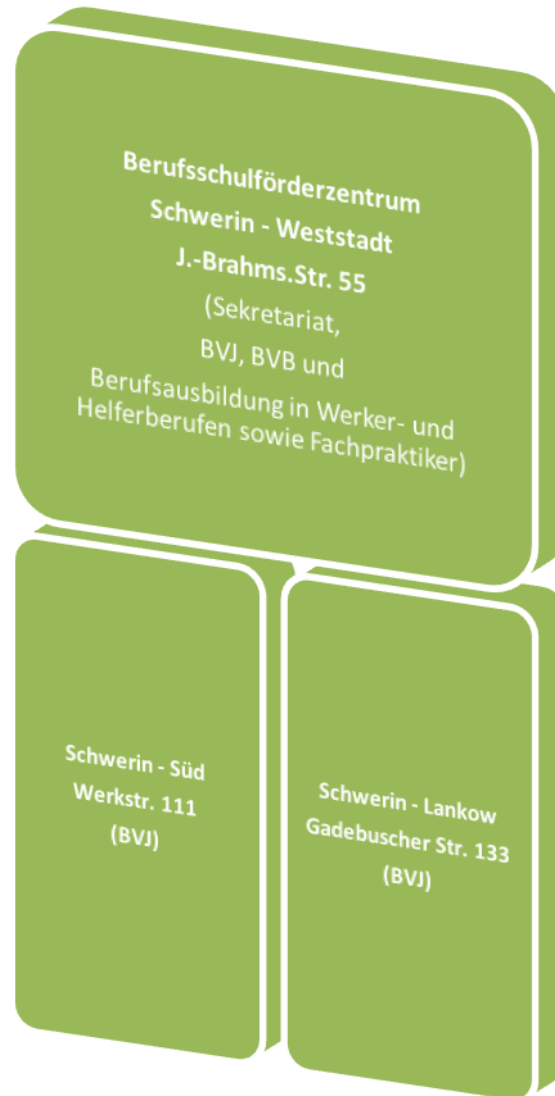 Berufsschulförderzentrum
Schwerin - Weststadt
J.-Brahms.Str. 55
(Sekretariat,
BVJ, BVB und
Berufsausbildung in Werker- und
Helferberufen sowie Fachpraktiker)
Schwerin - Süd
Werkstr. 111
(BVJ)
Schwerin - Lankow
Gadebuscher Str. 133
(BVJ)